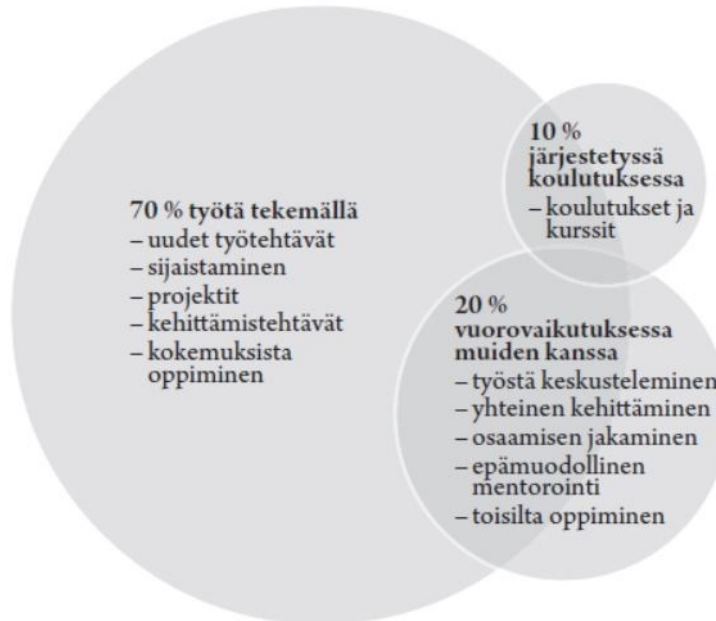 70 % työtä tekemällä
– uudet työtehtävät
– sijaistaminen
– projektit
– kehittämistehtävät
– kokemuksista
oppiminen
10 %
järjestetyssä
koulutuksessa
– koulutukset ja
kurssit
20 %
vuorovaikutuksessa
muiden kanssa
– työstä keskusteleminen
– yhteinen kehittäminen
– osaamisen jakaminen
– epämuodollinen
mentorointi
– toisilta oppiminen